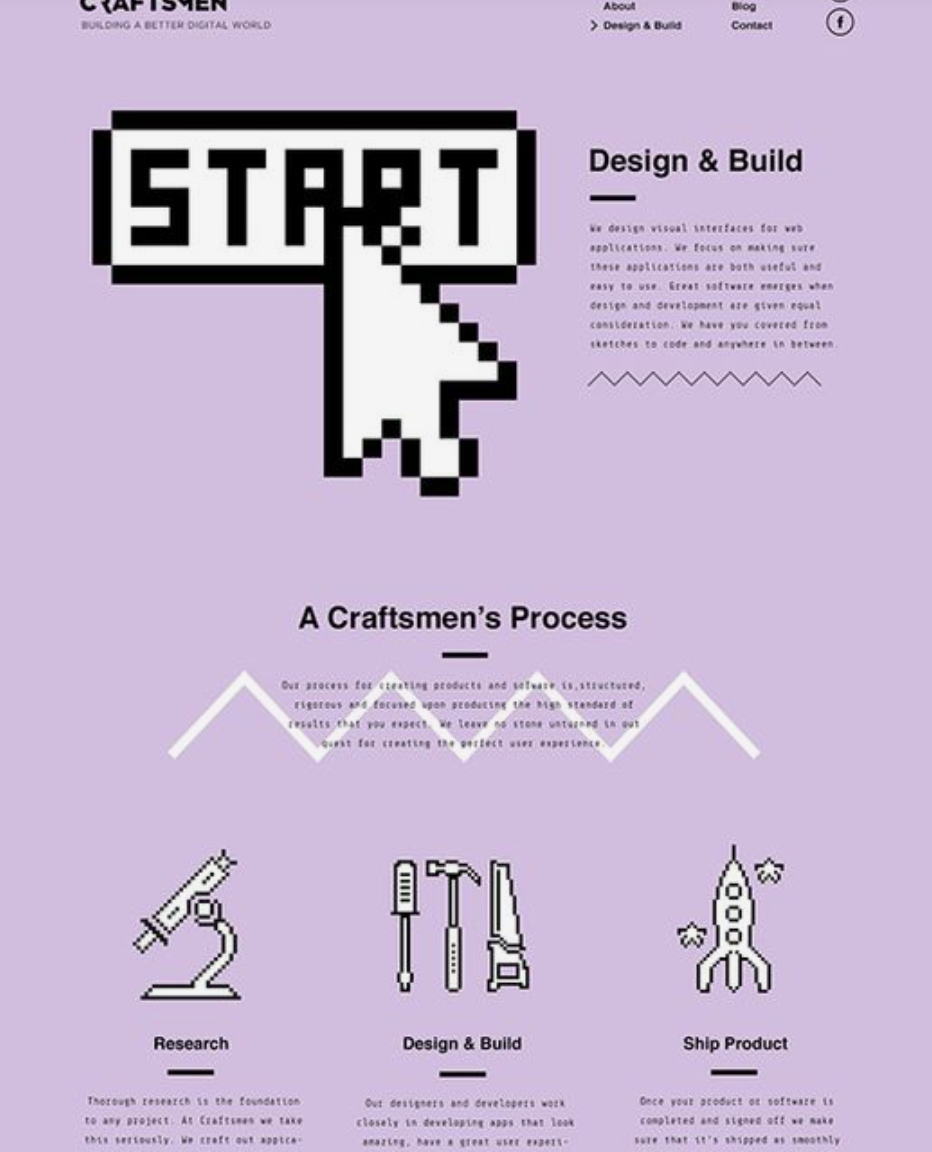 CRAFTSMEN
BUILDING A BETTER DIGITAL WORLD
About
Blog
> Design & Build
Contact
f
START
Design & Build
We design visual interfaces for web
applications. We focus on making sure
these applications are both useful and
easy to use. Great software emerges when
design and development are given equal
consideration. We have you covered from
sketches to code and anywhere in between.
A Craftsmen’s Process
Our process for creating products and sofware is structured,
rigorous and focused upon producing the high standard of
results that you expect. We leave no stone unturned in out
quest for creating the perfect user experience.
Research
Thorough research is the foundation
to any project. At Craftsmen we take
this seriously. We craft out appica-
Design & Build
Our designers and developers work
closely in developing apps that look
amazing, have a great user experi-
Ship Product
Once your product or software is
completed and signed off we make
sure that it's shipped as smoothly